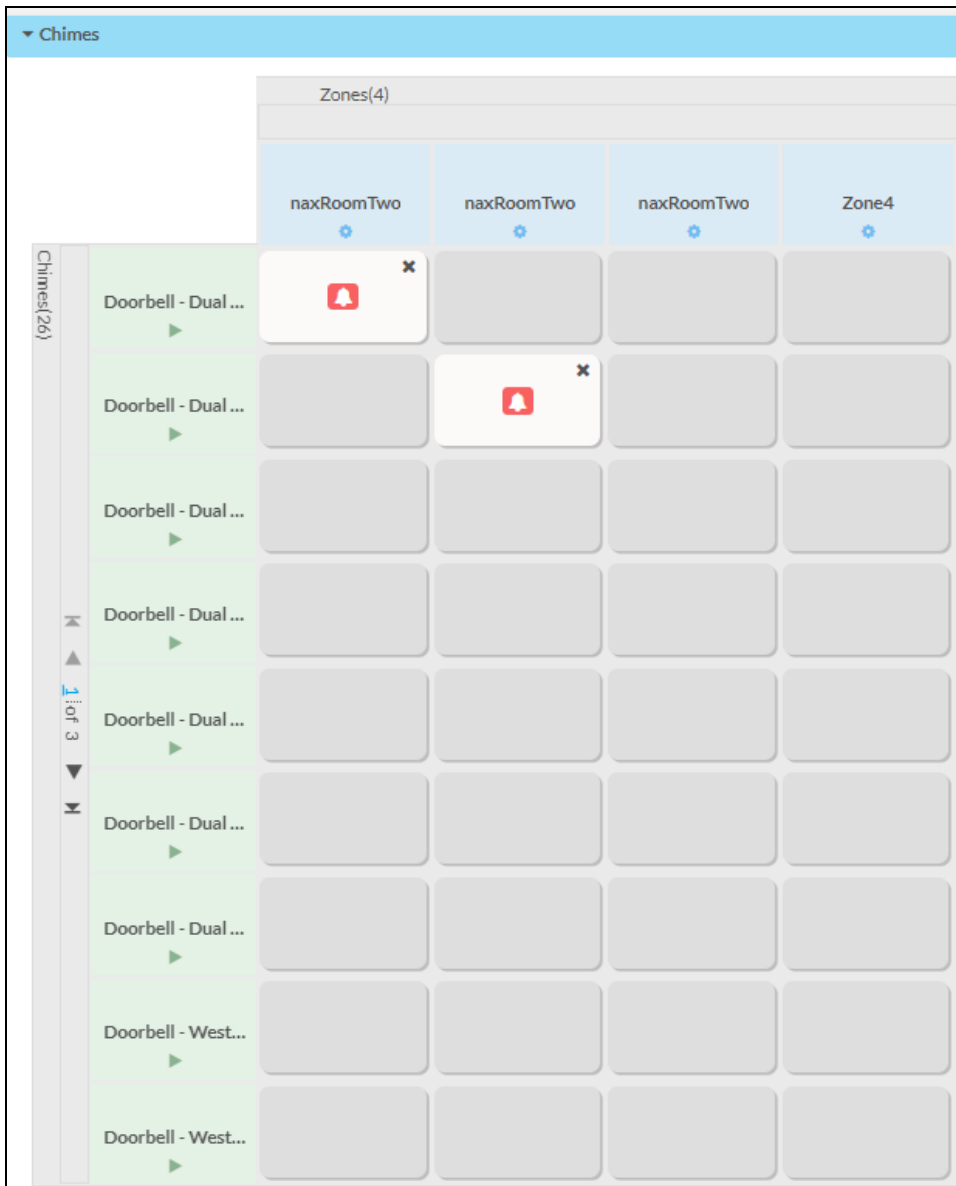 Chimes
Zones(4)
naxRoomTwo naxRoomTwo naxRoomTwo Zone4
Chimes(26)
1 of 3
Doorbell - Dual ...
Doorbell - Dual ...
Doorbell - Dual ...
Doorbell - Dual ...
Doorbell - Dual ...
Doorbell - Dual ...
Doorbell - Dual ...
Doorbell - West...
Doorbell - West...